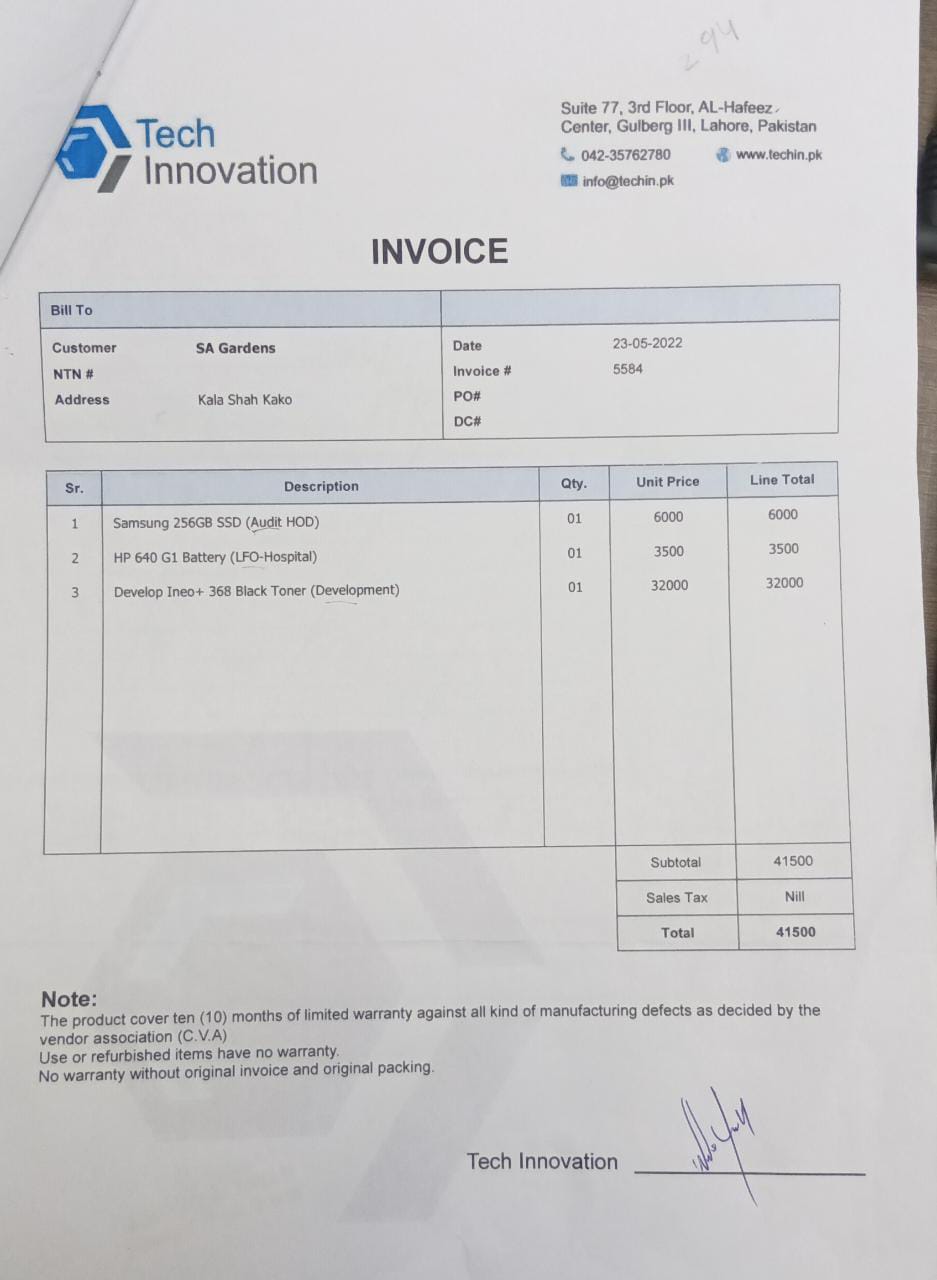 294
Tech
Innovation
Suite 77, 3rd Floor, AL-Hafeez
Center, Gulberg III, Lahore, Pakistan
042-35762780 www.techin.pk
info@techin.pk
INVOICE
Bill To
Customer SA Gardens
NTN #
Address Kala Shah Kako
Date 23-05-2022
Invoice # 5584
PO#
DC#
Sr. Description Qty. Unit Price Line Total
1 Samsung 256GB SSD (Audit HOD) 01 6000 6000
2 HP 640 G1 Battery (LFO-Hospital) 01 3500 3500
3 Develop Ineo+ 368 Black Toner (Development) 01 32000 32000
Subtotal 41500
Sales Tax Nill
Total 41500
Note:
The product cover ten (10) months of limited warranty against all kind of manufacturing defects as decided by the
vendor association (C.V.A)
Use or refurbished items have no warranty.
No warranty without original invoice and original packing.
Tech Innovation